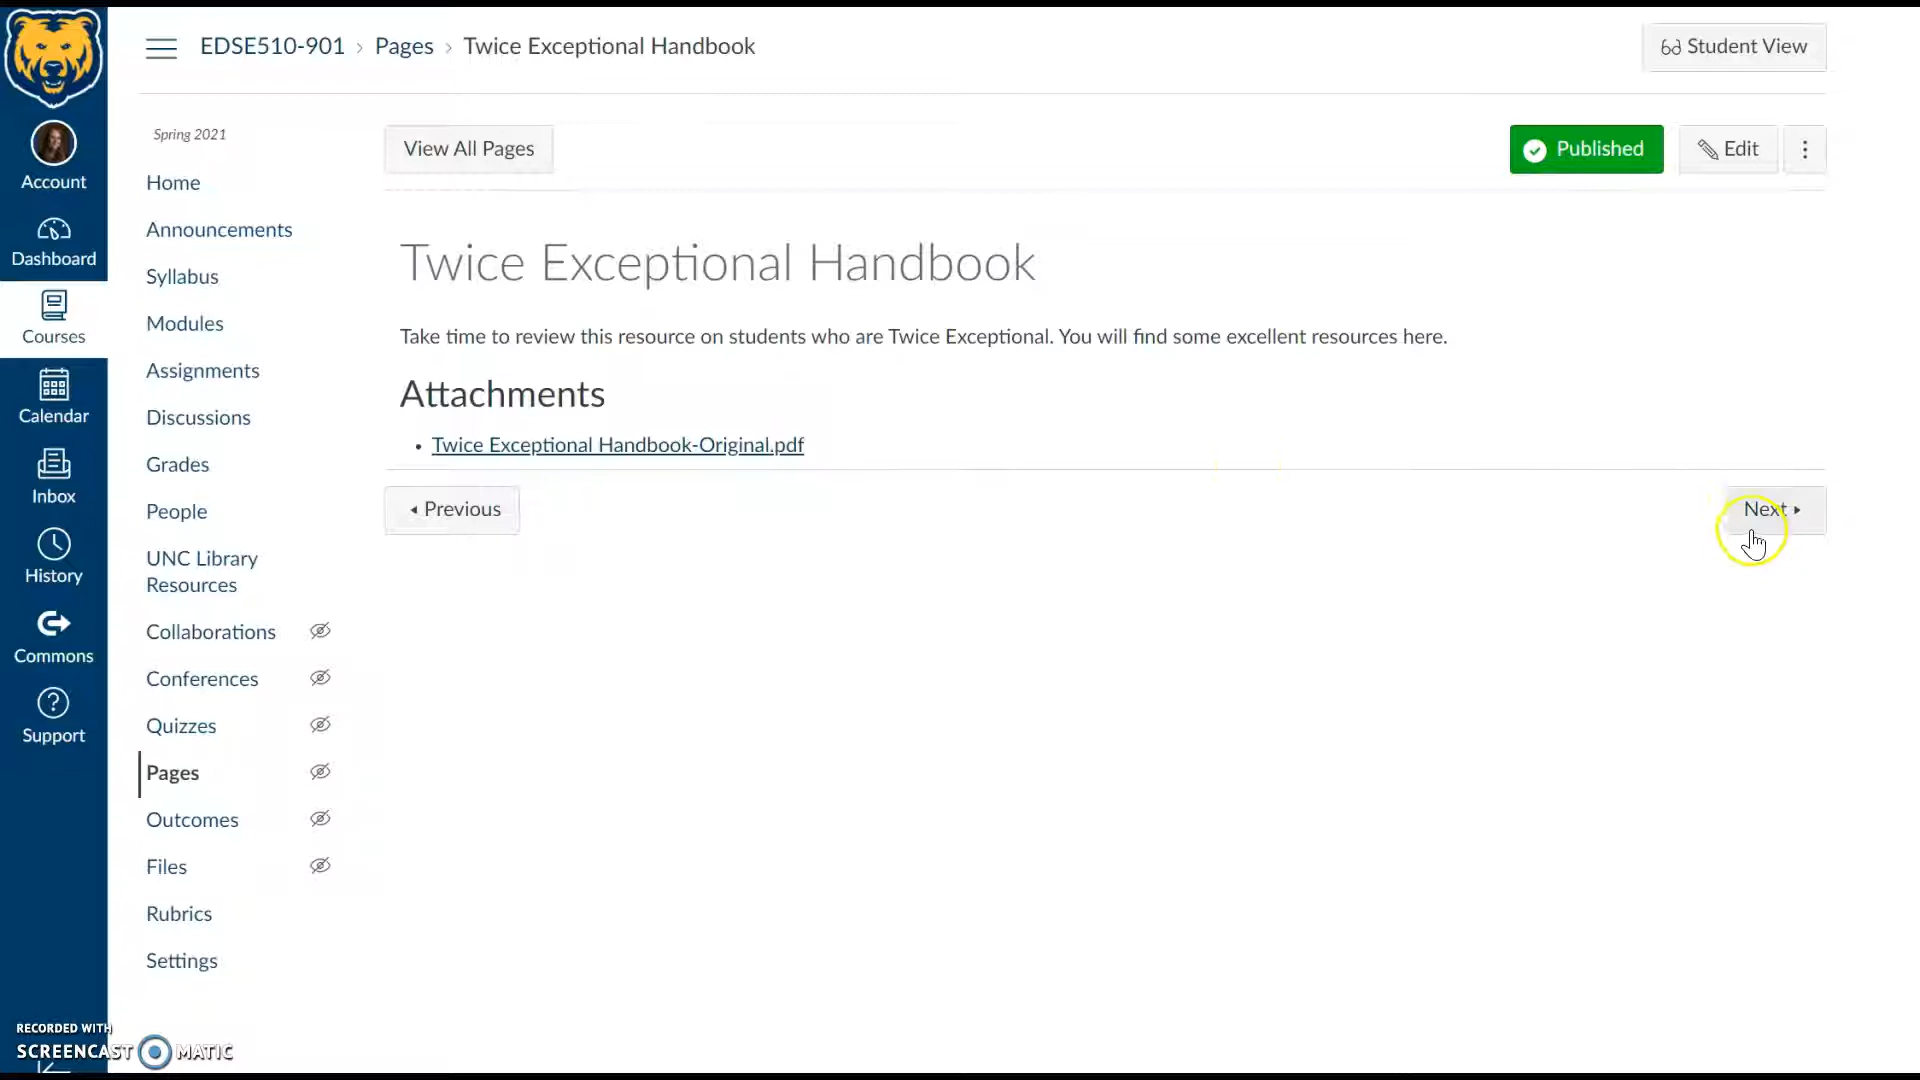 EDSE510-901 › Pages › Twice Exceptional Handbook
Student View
Account
Dashboard
Courses
Calendar
Inbox
History
Commons
Support
Spring 2021
Home
Announcements
Syllabus
Modules
Assignments
Discussions
Grades
People
UNC Library
Resources
Collaborations
Conferences
Quizzes
Pages
Outcomes
Files
Rubrics
Settings
View All Pages
Published
Edit
Twice Exceptional Handbook
Take time to review this resource on students who are Twice Exceptional. You will find some excellent resources here.
Attachments
• Twice Exceptional Handbook-Original.pdf
Previous
Next
RECORDED WITH
SCREENCAST MATIC